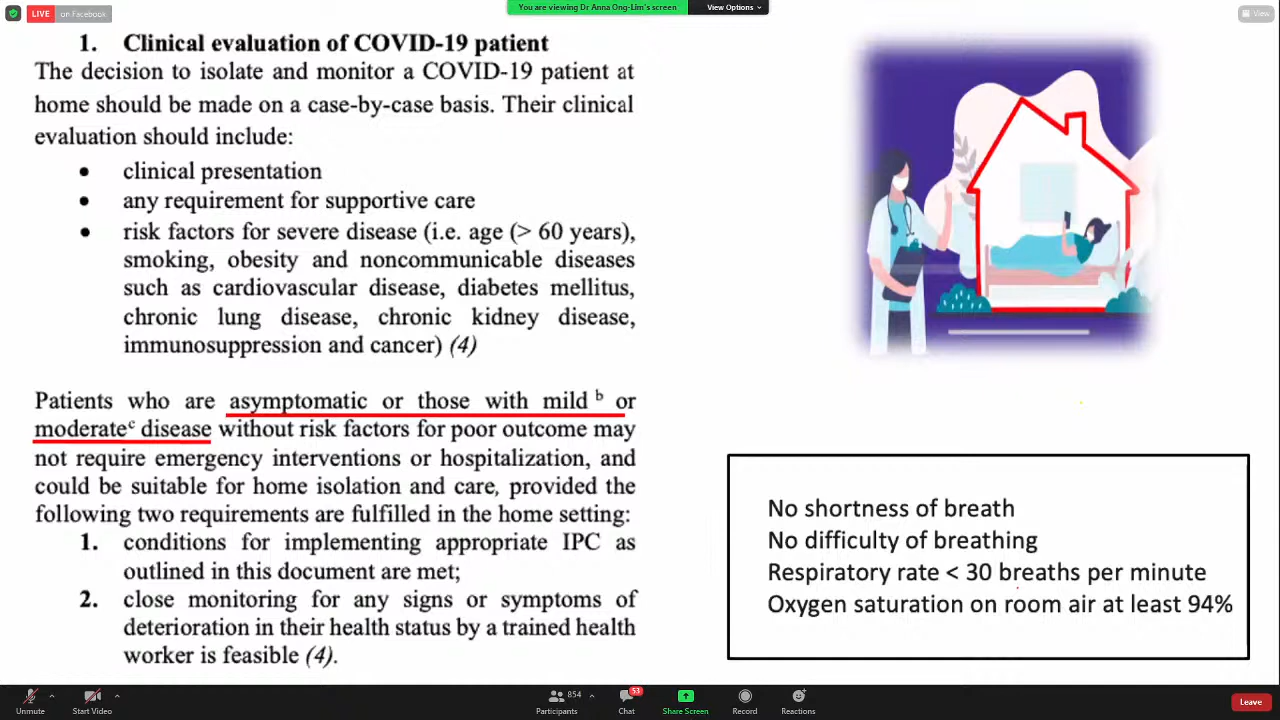 LIVE on Facebook
You are viewing Dr Anna Ong-Lim's screen
View Options
View
1. Clinical evaluation of COVID-19 patient
The decision to isolate and monitor a COVID-19 patient at
home should be made on a case-by-case basis. Their clinical
evaluation should include:
• clinical presentation
• any requirement for supportive care
• risk factors for severe disease (i.e. age (> 60 years),
smoking, obesity and noncommunicable diseases
such as cardiovascular disease, diabetes mellitus,
chronic lung disease, chronic kidney disease,
immunosuppression and cancer) (4)
Patients who are asymptomatic or those with mild ᵇ or
moderateᶜ disease without risk factors for poor outcome may
not require emergency interventions or hospitalization, and
could be suitable for home isolation and care, provided the
following two requirements are fulfilled in the home setting:
1. conditions for implementing appropriate IPC as
outlined in this document are met;
2. close monitoring for any signs or symptoms of
deterioration in their health status by a trained health
worker is feasible (4).
No shortness of breath
No difficulty of breathing
Respiratory rate < 30 breaths per minute
Oxygen saturation on room air at least 94%
Unmute
Start Video
854
Participants
53
Chat
Share Screen
Record
Reactions
Leave